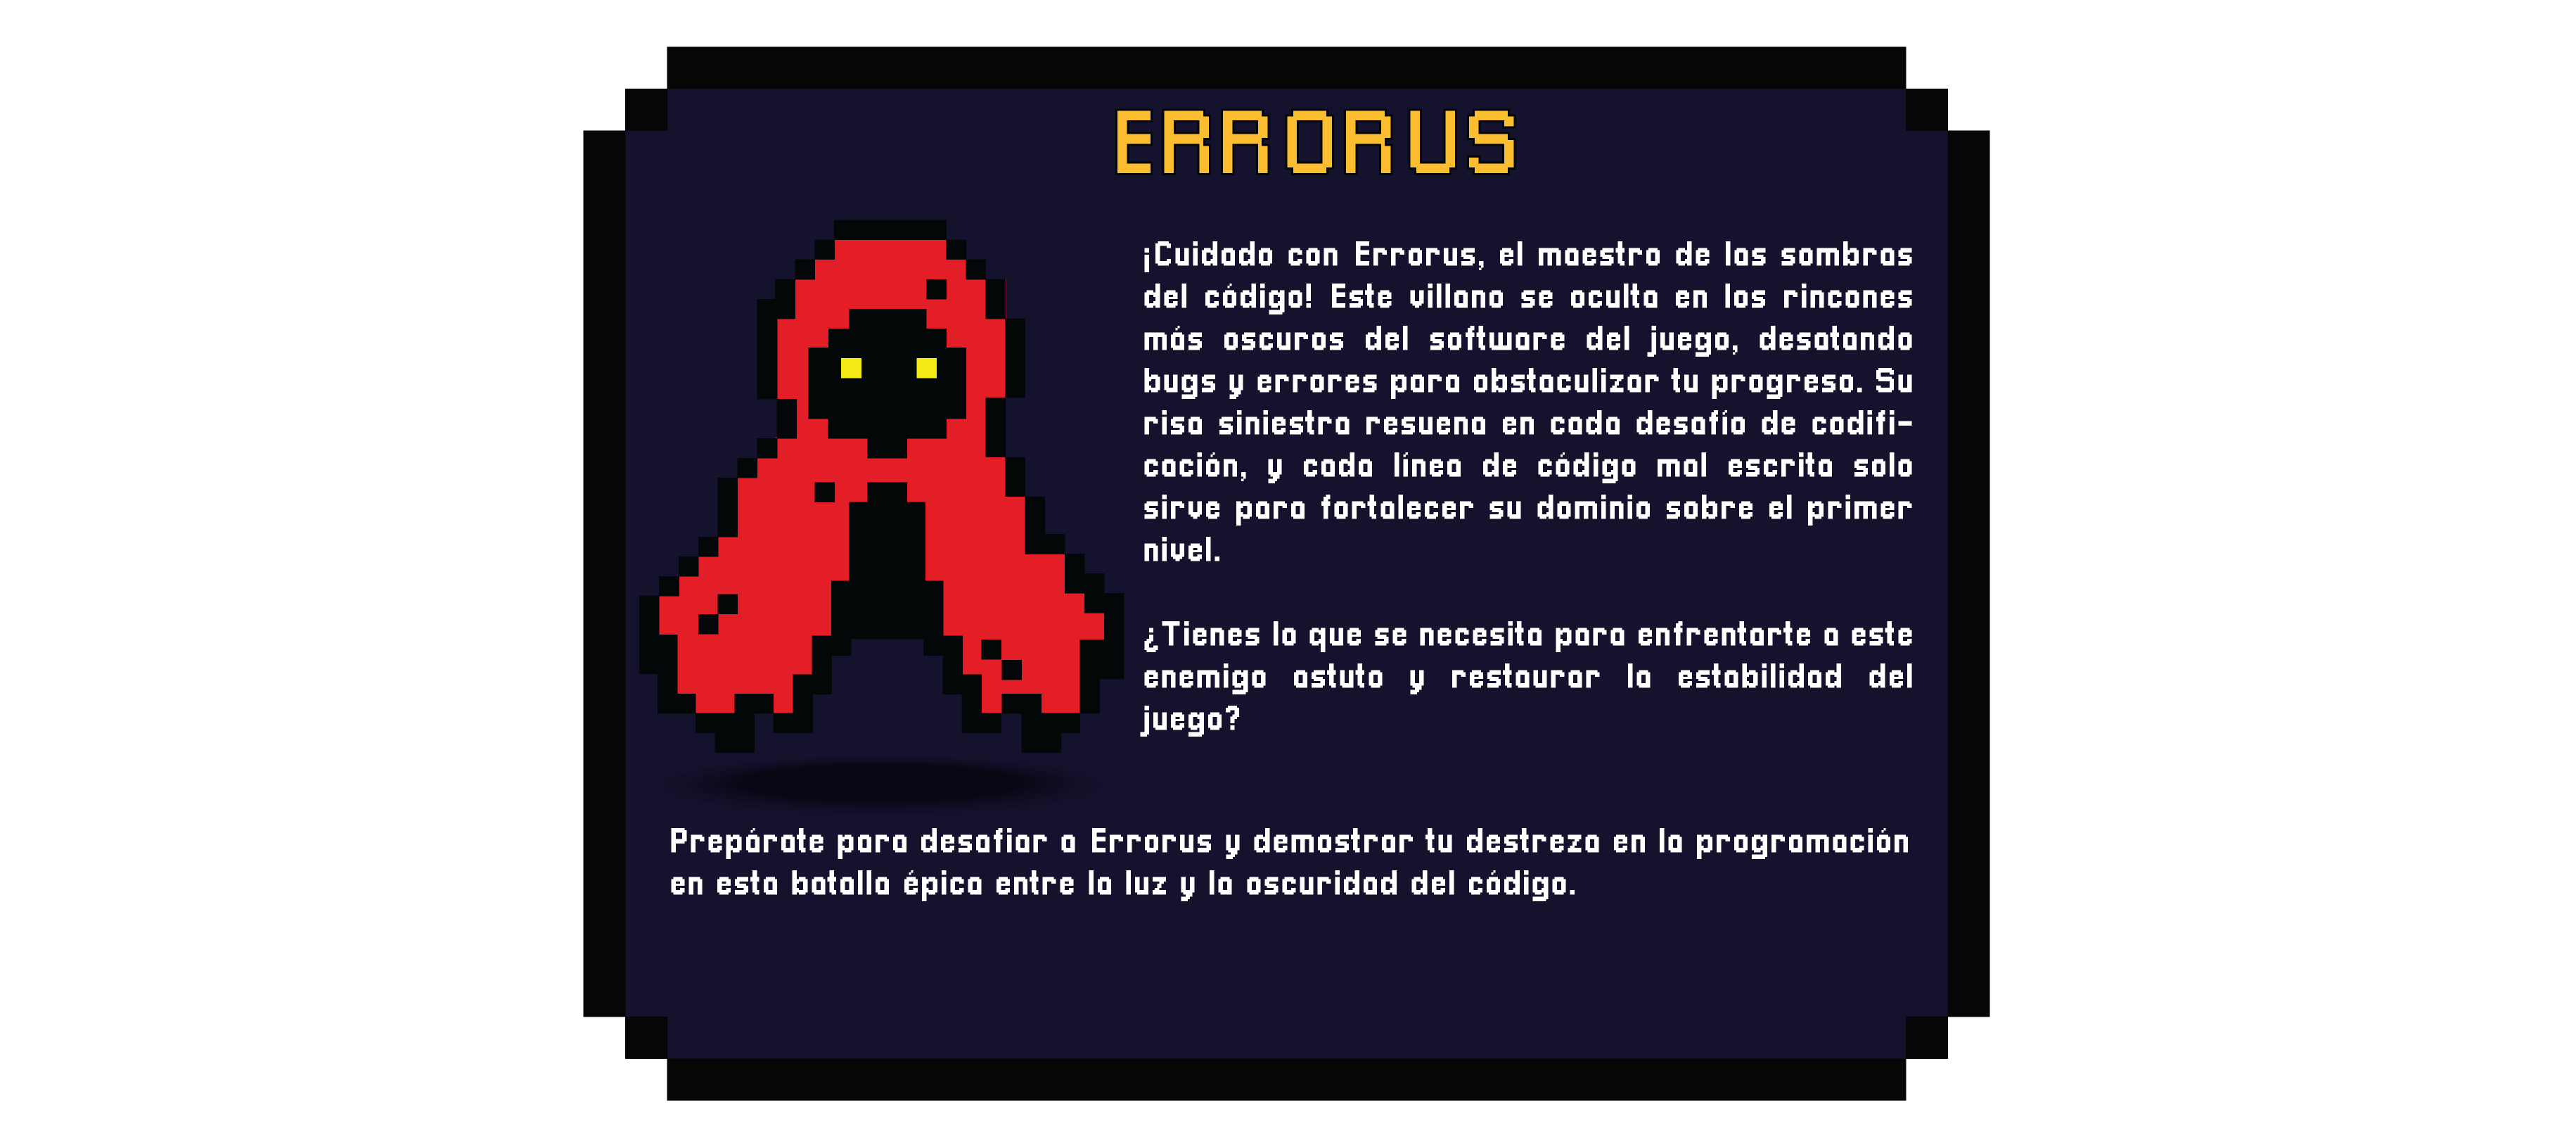 ERRORUS
¡Cuidado con Errorus, el maestro de las sombras
del código! Este villano se oculta en los rincones
más oscuros del software del juego, desatando
bugs y errores para obstaculizar tu progreso. Su
risa siniestra resuena en cada desafío de codifi-
cación, y cada línea de código mal escrita solo
sirve para fortalecer su dominio sobre el primer
nivel.
¿Tienes lo que se necesita para enfrentarte a este
enemigo astuto y restaurar la estabilidad del
juego?
Prepárate para desafiar a Errorus y demostrar tu destreza en la programación
en esta batalla épica entre la luz y la oscuridad del código.